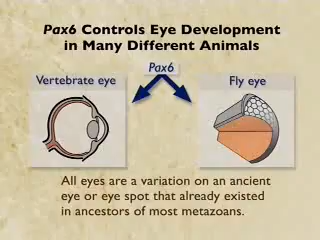 Pax6 Controls Eye Development
in Many Different Animals
Pax6
Vertebrate eye
Fly eye
All eyes are a variation on an ancient
eye or eye spot that already existed
in ancestors of most metazoans.